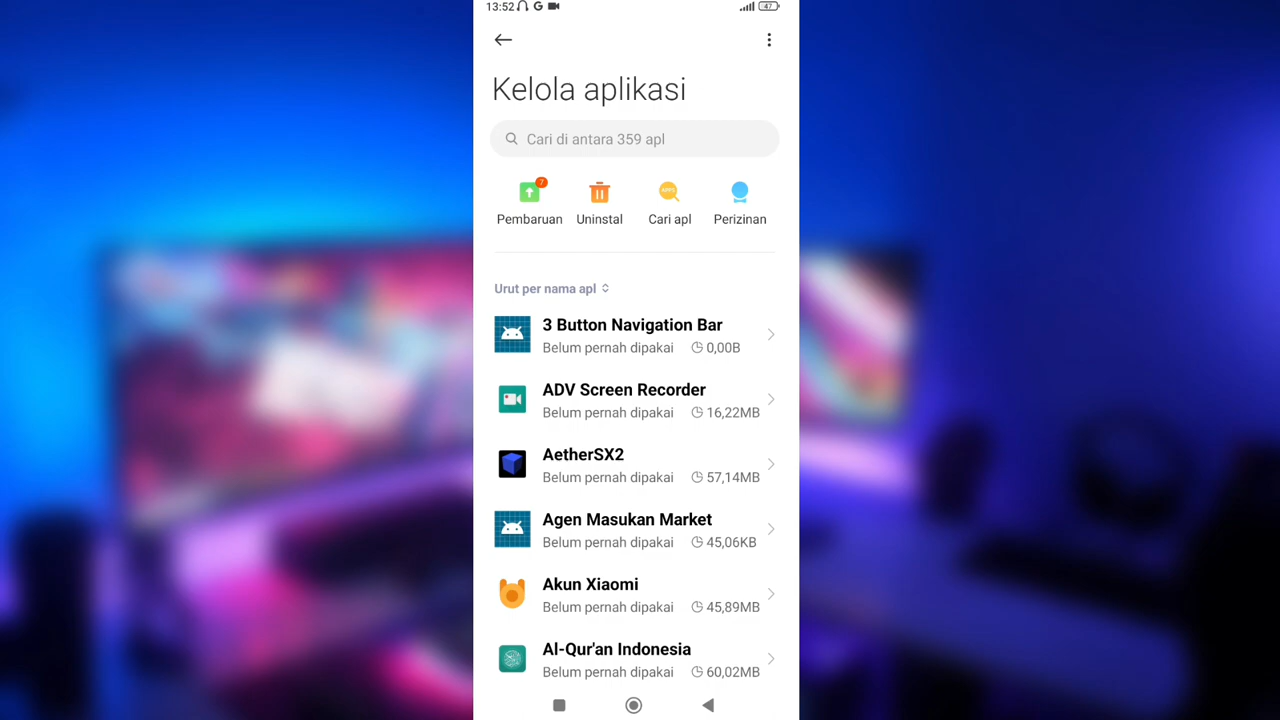 13:52
47
Kelola aplikasi
Cari di antara 359 apl
7
APPS
Pembaruan
Uninstal
Cari apl
Perizinan
Urut per nama apl
3 Button Navigation Bar
Belum pernah dipakai 0,00B
ADV Screen Recorder
Belum pernah dipakai 16,22MB
AetherSX2
Belum pernah dipakai 57,14MB
Agen Masukan Market
Belum pernah dipakai 45,06KB
Akun Xiaomi
Belum pernah dipakai 45,89MB
Al-Qur'an Indonesia
Belum pernah dipakai 60,02MB